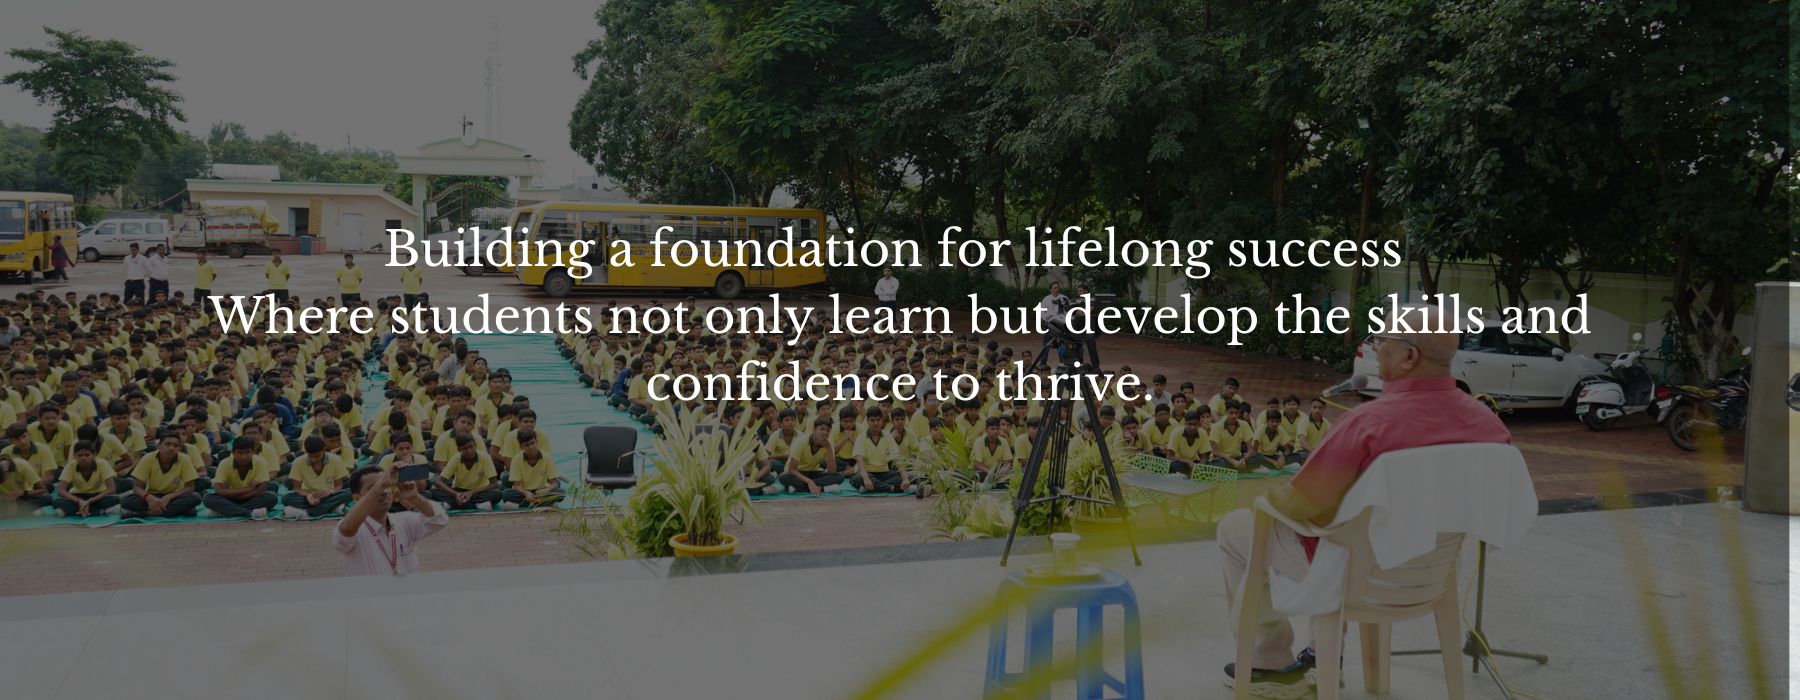 Building a foundation for lifelong success
Where students not only learn but develop the skills and
confidence to thrive.